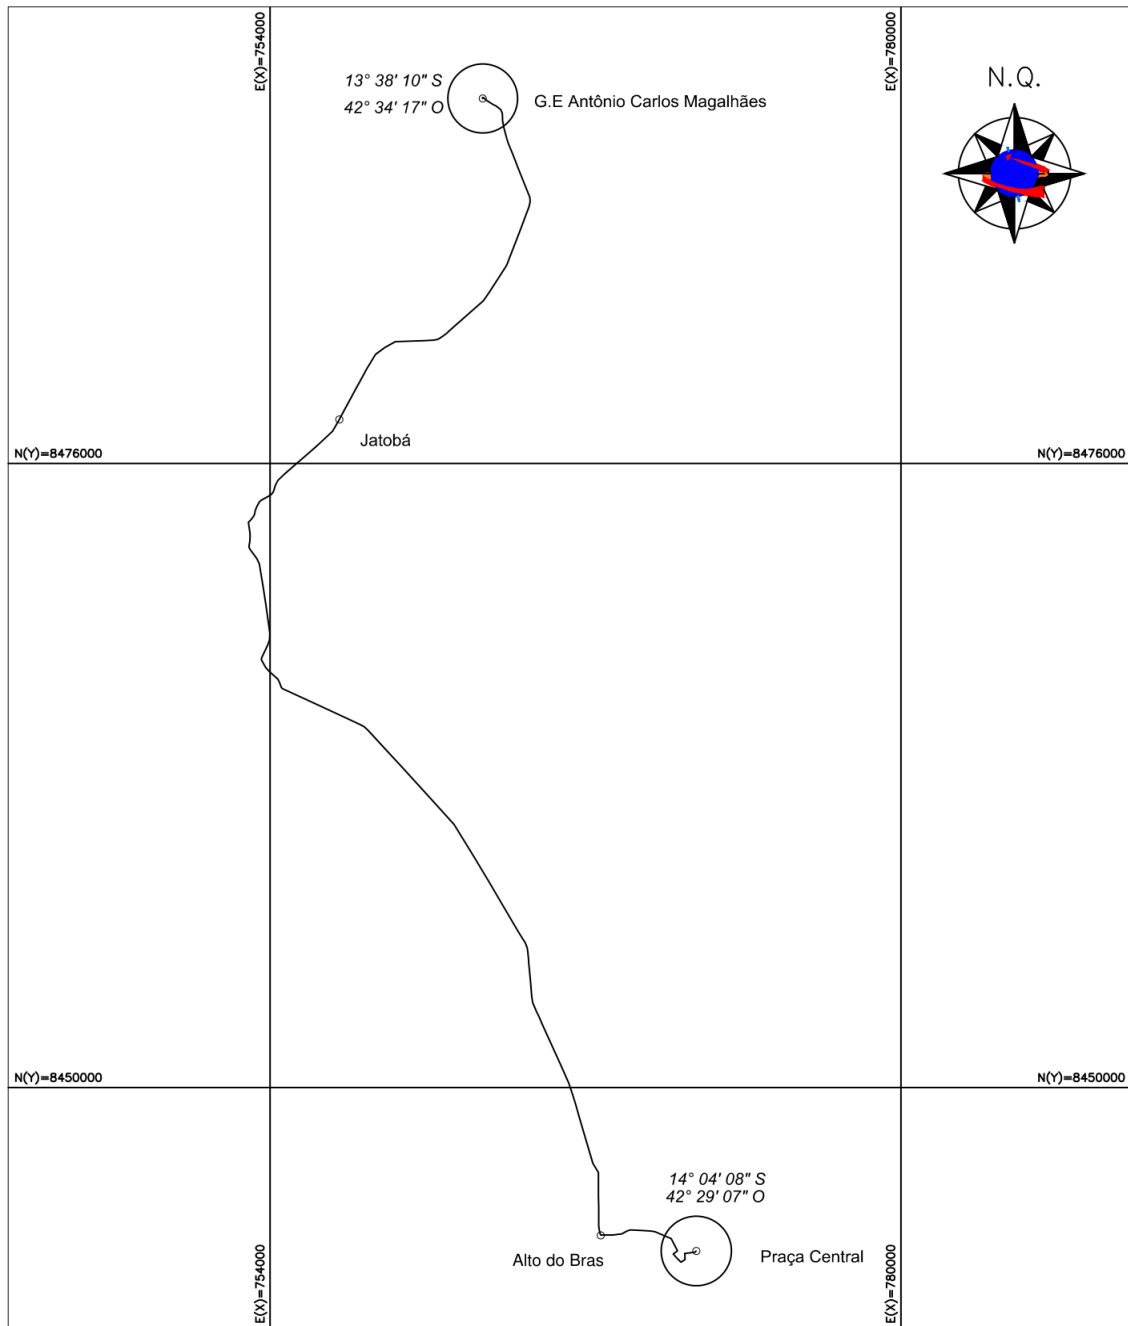 E(X)=754000
E(X)=780000
N.Q.
13° 38' 10" S
42° 34' 17" O
G.E Antônio Carlos Magalhães
Jatobá
N(Y)=8476000
N(Y)=8476000
N(Y)=8450000
N(Y)=8450000
14° 04' 08" S
42° 29' 07" O
Alto do Bras
Praça Central
E(X)=754000
E(X)=780000